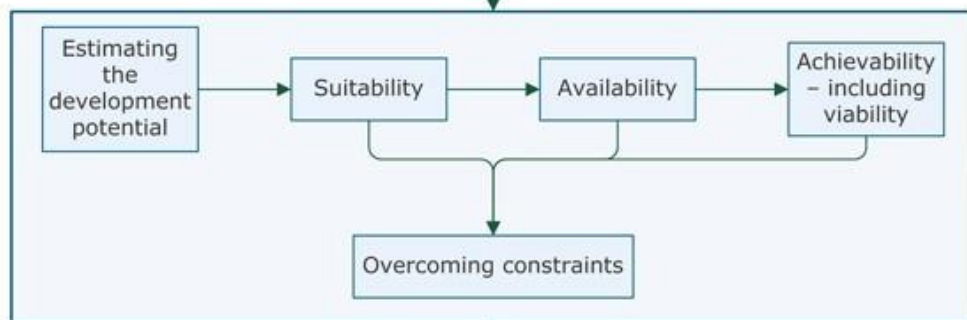 Estimating
the
development
potential
Suitability
Availability
Achievability
– including
viability
Overcoming constraints